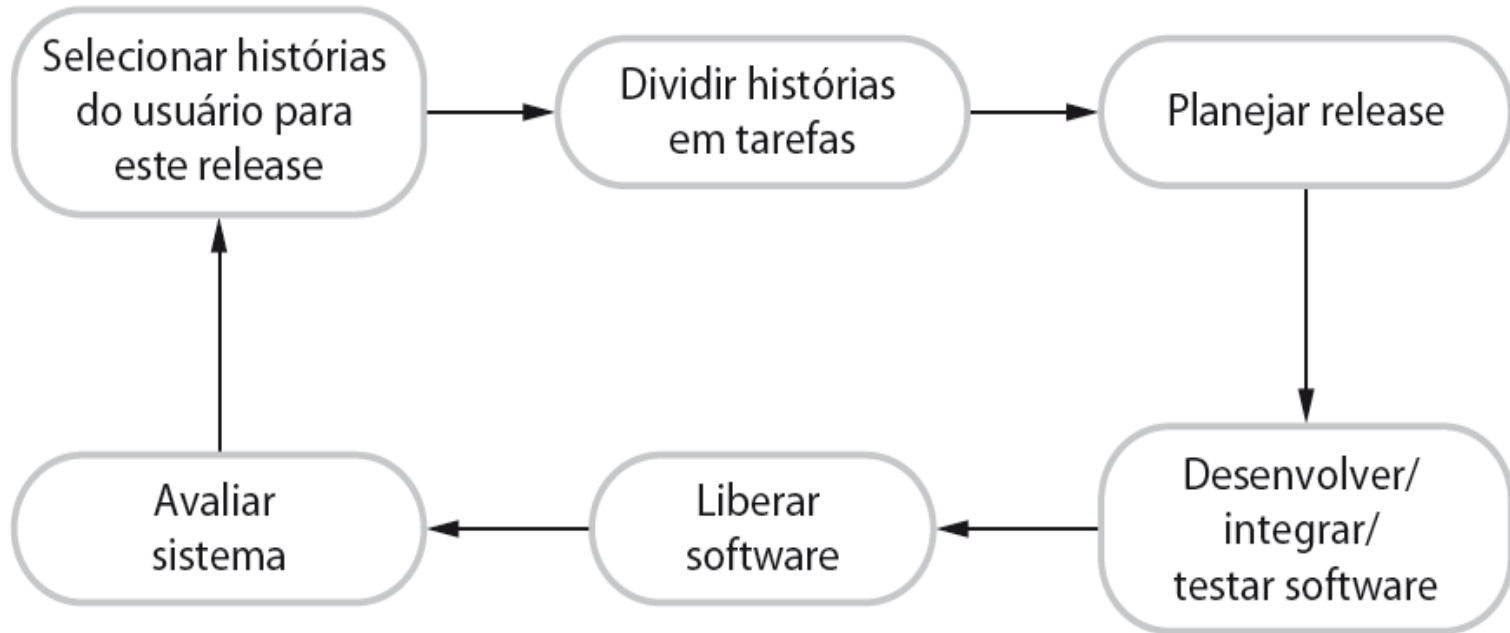 Selecionar histórias
do usuário para
este release
Dividir histórias
em tarefas
Planejar release
Desenvolver/
integrar/
testar software
Liberar
software
Avaliar
sistema